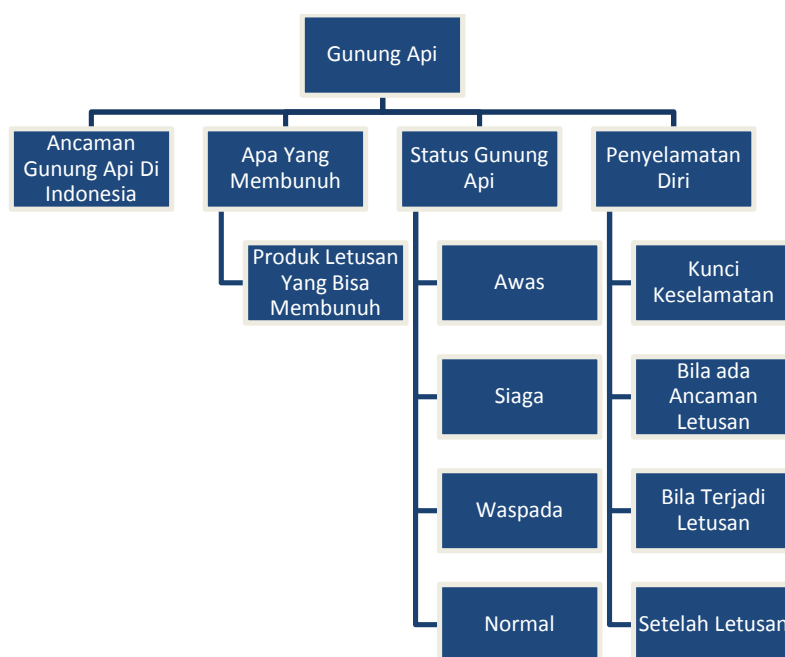 Gunung Api
Ancaman
Gunung Api Di
Indonesia
Apa Yang
Membunuh
Status Gunung
Api
Penyelamatan
Diri
Produk Letusan
Yang Bisa
Membunuh
Awas
Siaga
Waspada
Normal
Kunci
Keselamatan
Bila ada
Ancaman
Letusan
Bila Terjadi
Letusan
Setelah Letusan